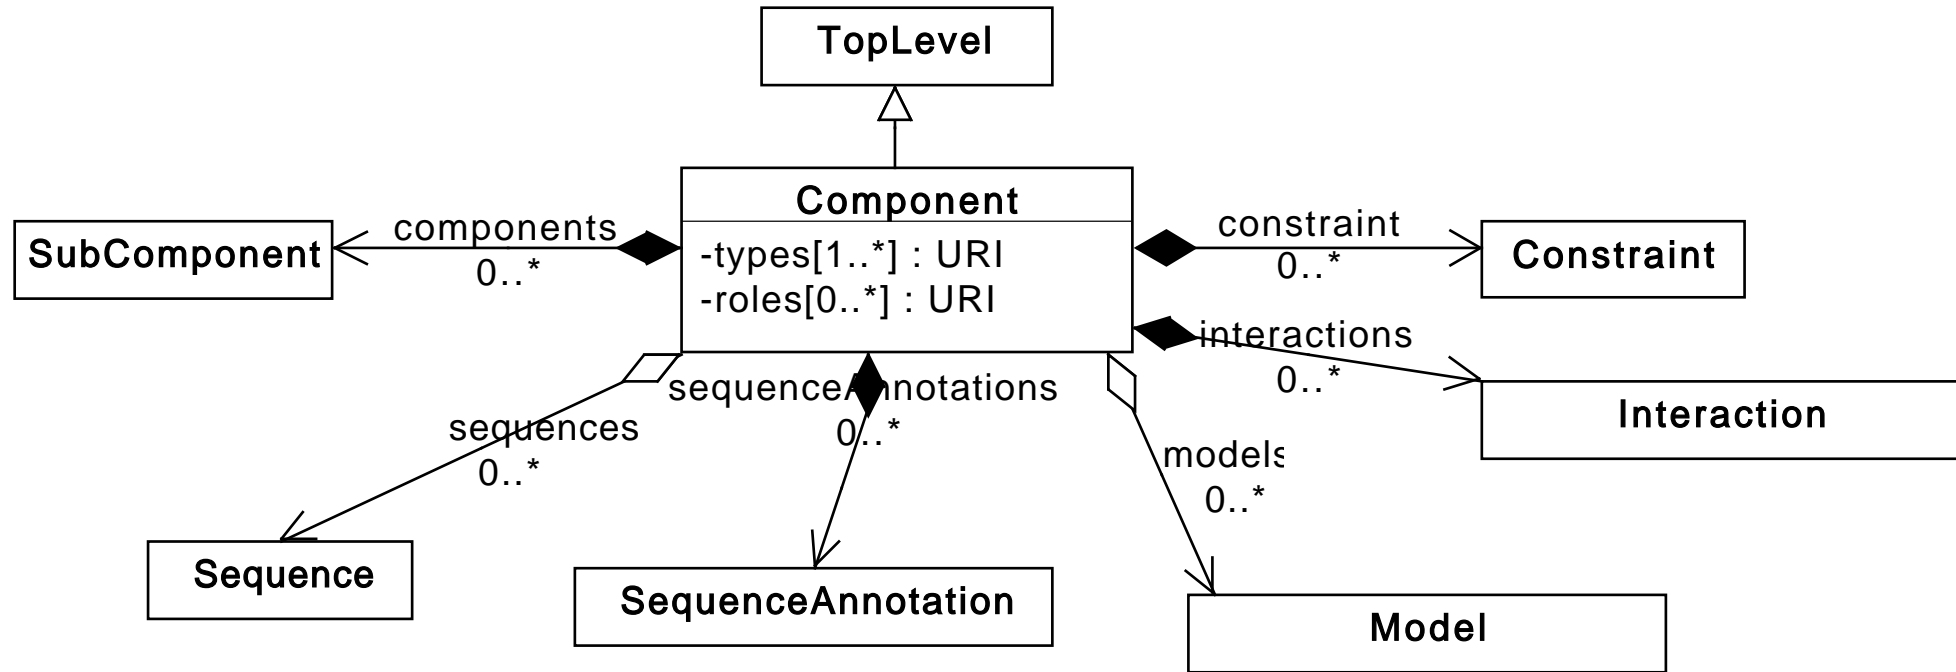 TopLevel
Component
-types[1..*] : URI
-roles[0..*] : URI
SubComponent
components
0..*
constraint
0..*
Constraint
interactions
0..*
Interaction
sequences
0..*
Sequence
sequenceAnnotations
0..*
SequenceAnnotation
models
0..*
Model